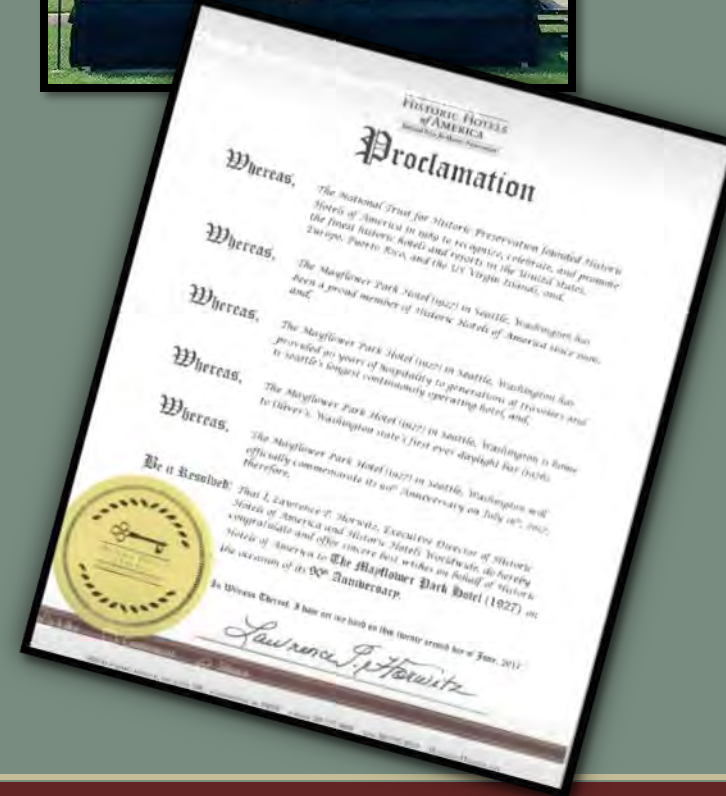 HISTORIC HOTELS
of AMERICA
Proclamation
Whereas,
The National Trust for Historic Preservation founded Historic
Hotels of America in 1989 to recognize, celebrate, and promote
the finest historic hotels and resorts in the United States,
Europe, Puerto Rico, and the US Virgin Islands, and,
Whereas,
The Mayflower Park Hotel (1927) in Seattle, Washington has
been a proud member of Historic Hotels of America since
and,
Whereas,
The Mayflower Park Hotel (1927) in Seattle, Washington has
provided 90 years of hospitality to generations of travelers and
is Seattle's longest continuously operating hotel, and,
Whereas,
The Mayflower Park Hotel (1927) in Seattle, Washington is home
to Oliver's, Washington state's first ever daylight bar (1976).
Whereas,
The Mayflower Park Hotel (1927) in Seattle, Washington will
officially commemorate its 90th Anniversary on July 2017,
therefore,
Be it Resolved:
That I, Lawrence P. Horwitz, Executive Director of Historic
Hotels of America and Historic Hotels Worldwide, do hereby
congratulate and offer sincere best wishes on behalf of Historic
Hotels of America to The Mayflower Park Hotel (1927) on
the occasion of its 90th Anniversary.
In Witness Thereof, I have set my hand on this twenty second day of June, 2017
Lawrence P. Horwitz